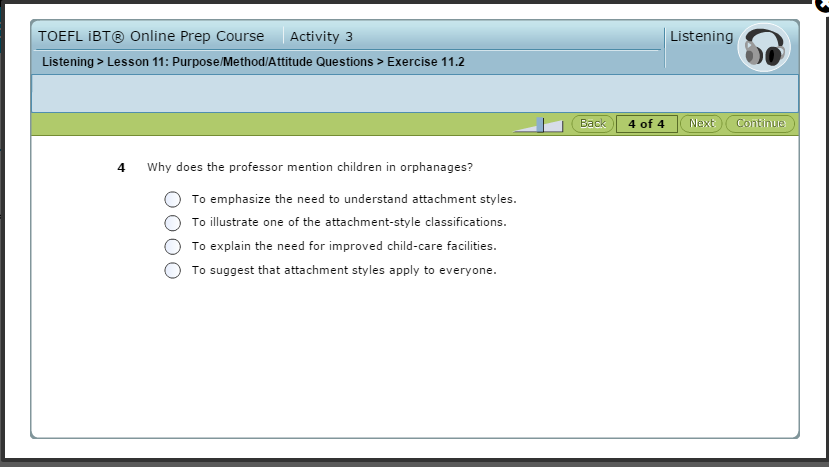 TOEFL iBT® Online Prep Course Activity 3 Listening
Listening > Lesson 11: Purpose/Method/Attitude Questions > Exercise 11.2
Back 4 of 4 Next Continue
4 Why does the professor mention children in orphanages?
To emphasize the need to understand attachment styles.
To illustrate one of the attachment-style classifications.
To explain the need for improved child-care facilities.
To suggest that attachment styles apply to everyone.